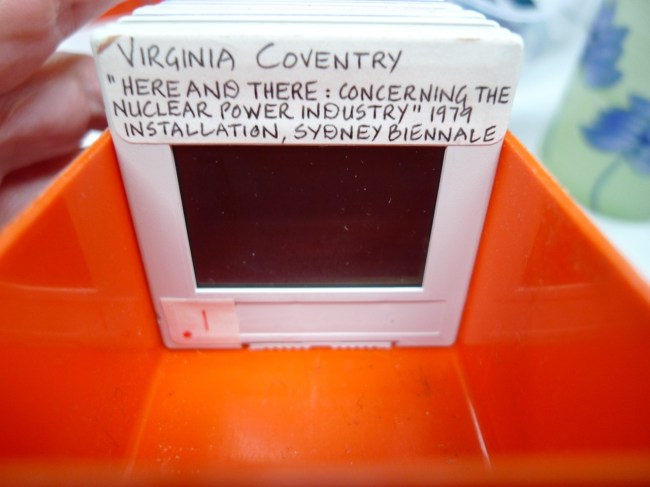 VIRGINIA COVENTRY
"HERE AND THERE: CONCERNING THE
NUCLEAR POWER INDUSTRY" 1979
INSTALLATION, SYDNEY BIENNALE
1